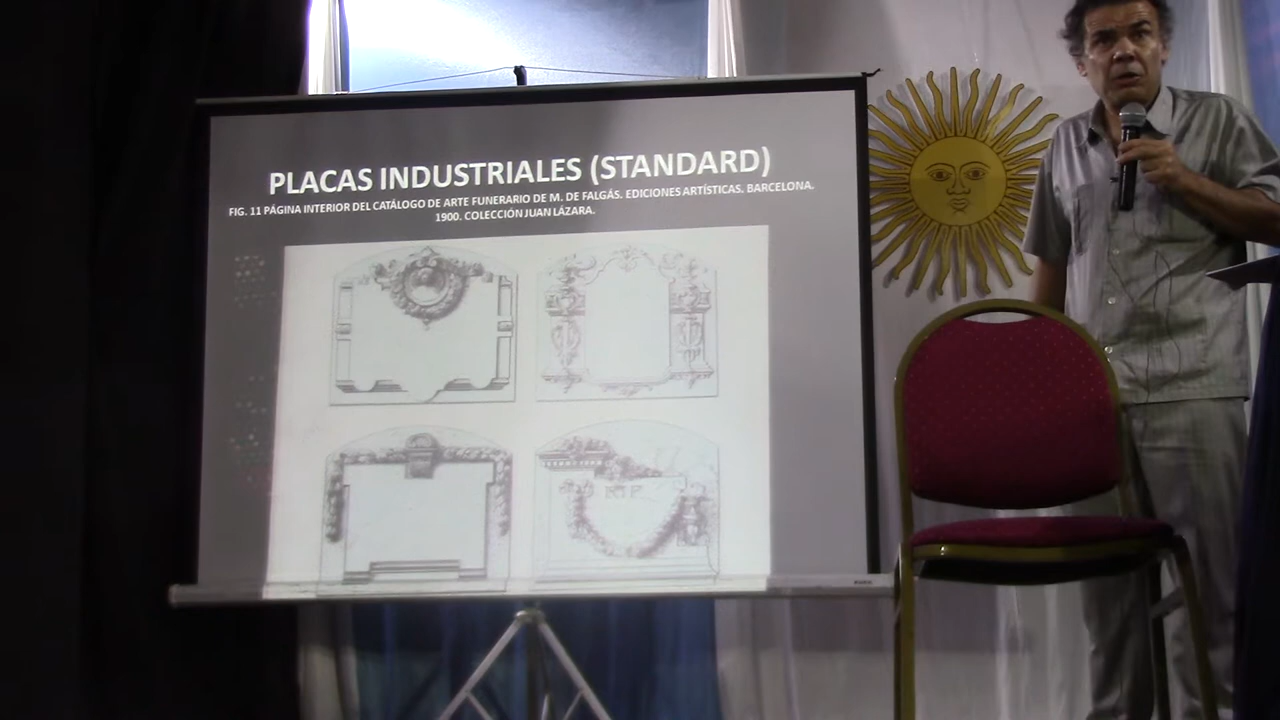 PLACAS INDUSTRIALES (STANDARD)
FIG. 11 PÁGINA INTERIOR DEL CATÁLOGO DE ARTE FUNERARIO DE M. DE FALGÁS. EDICIONES ARTÍSTICAS. BARCELONA.
1900. COLECCIÓN JUAN LÁZARA.